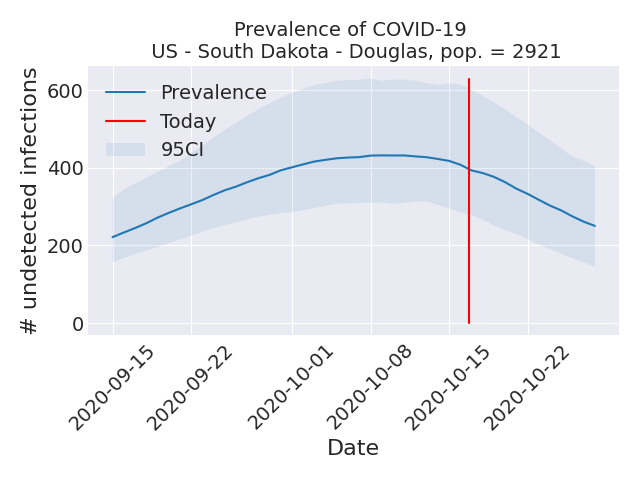 Prevalence of COVID-19
US - South Dakota - Douglas, pop. = 2921
# undetected infections
600
400
200
0
Prevalence
Today
95CI
2020-09-15
2020-09-22
2020-10-01
2020-10-08
2020-10-15
2020-10-22
Date